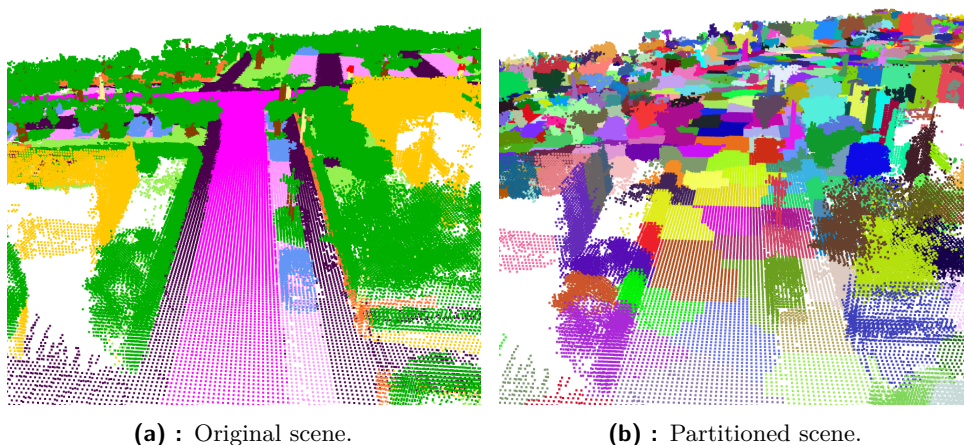 (a) : Original scene.
(b) : Partitioned scene.